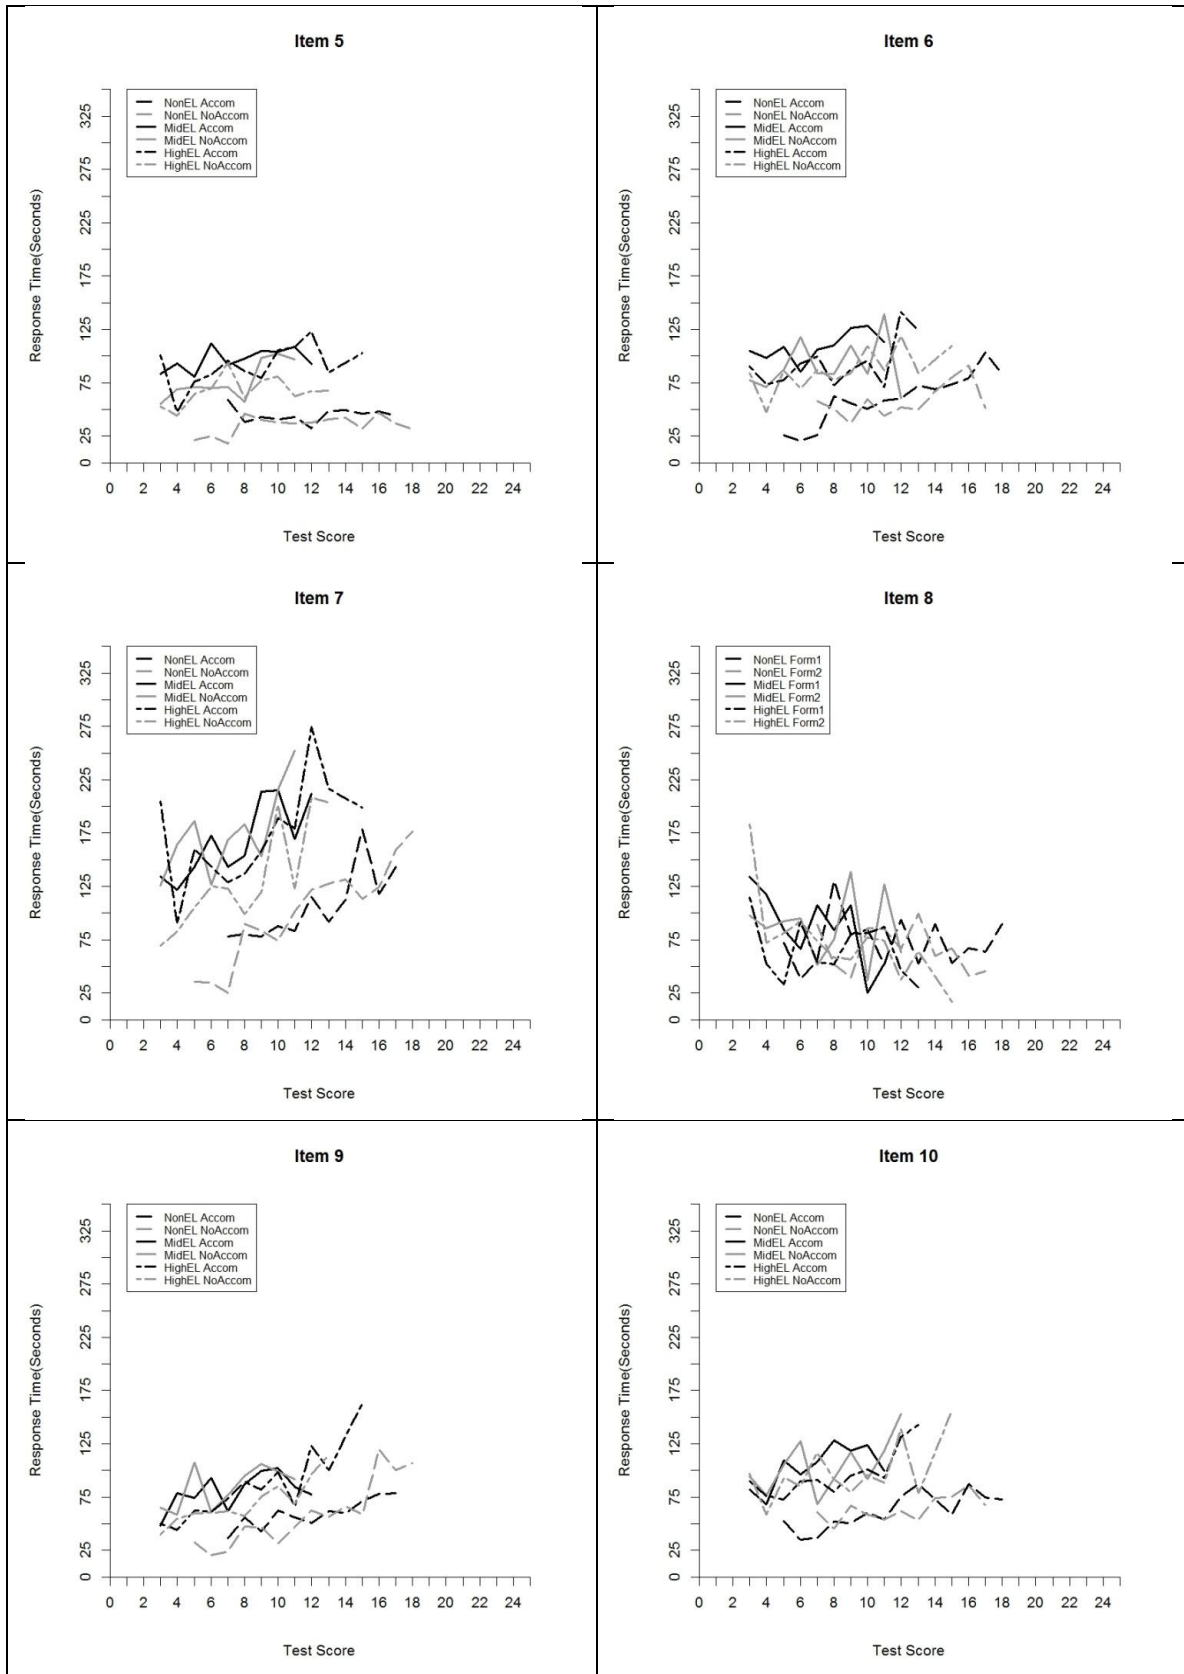 Item 5
NonEL Accom
NonEL NoAccom
MidEL Accom
MidEL NoAccom
HighEL Accom
HighEL NoAccom
Response Time(Seconds)
325
275
225
175
125
75
25
0
0 2 4 6 8 10 12 14 16 18 20 22 24
Test Score
Item 6
NonEL Accom
NonEL NoAccom
MidEL Accom
MidEL NoAccom
HighEL Accom
HighEL NoAccom
Response Time(Seconds)
325
275
225
175
125
75
25
0
0 2 4 6 8 10 12 14 16 18 20 22 24
Test Score
Item 7
NonEL Accom
NonEL NoAccom
MidEL Accom
MidEL NoAccom
HighEL Accom
HighEL NoAccom
Response Time(Seconds)
325
275
225
175
125
75
25
0
0 2 4 6 8 10 12 14 16 18 20 22 24
Test Score
Item 8
NonEL Form1
NonEL Form2
MidEL Form1
MidEL Form2
HighEL Form1
HighEL Form2
Response Time(Seconds)
325
275
225
175
125
75
25
0
0 2 4 6 8 10 12 14 16 18 20 22 24
Test Score
Item 9
NonEL Accom
NonEL NoAccom
MidEL Accom
MidEL NoAccom
HighEL Accom
HighEL NoAccom
Response Time(Seconds)
325
275
225
175
125
75
25
0
0 2 4 6 8 10 12 14 16 18 20 22 24
Test Score
Item 10
NonEL Accom
NonEL NoAccom
MidEL Accom
MidEL NoAccom
HighEL Accom
HighEL NoAccom
Response Time(Seconds)
325
275
225
175
125
75
25
0
0 2 4 6 8 10 12 14 16 18 20 22 24
Test Score